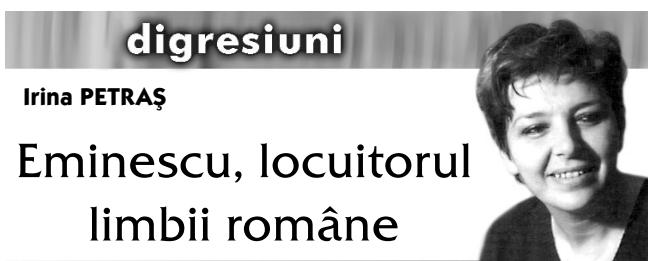 digresiuni
Irina PETRAŞ
Eminescu, locuitorul
limbii române